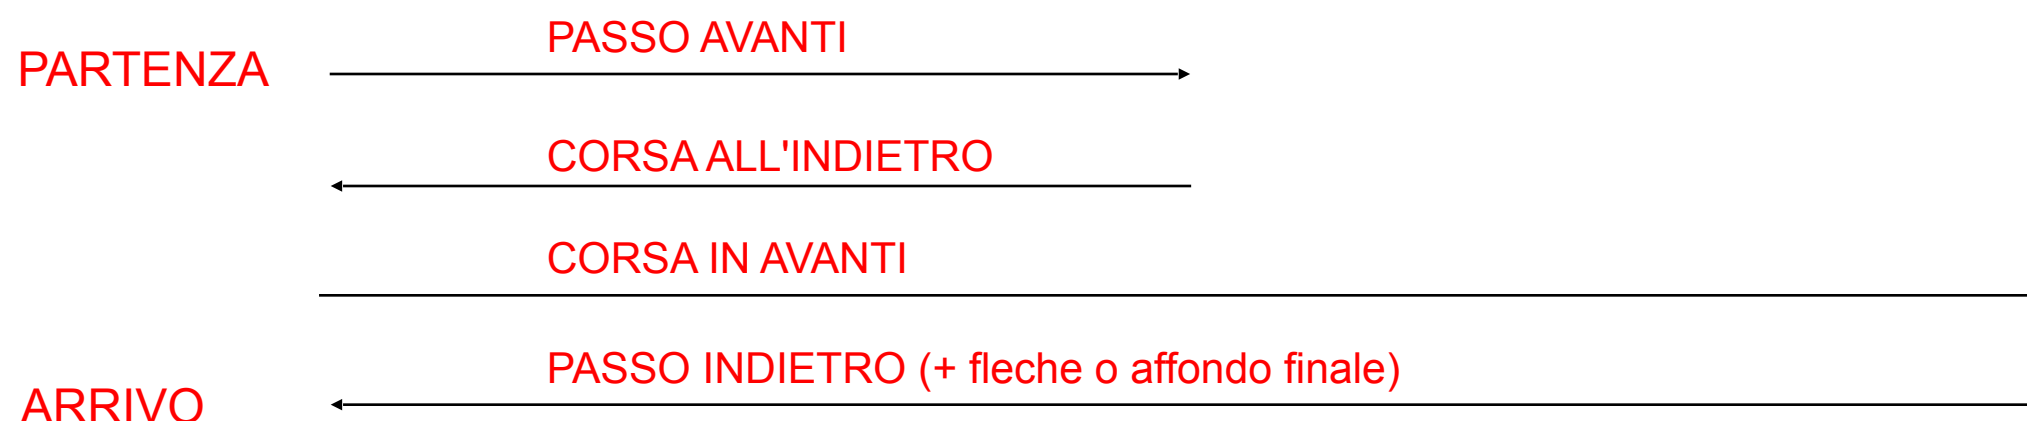 PASSO AVANTI
PARTENZA
CORSA ALL'INDIETRO
CORSA IN AVANTI
PASSO INDIETRO (+ fleche o affondo finale)
ARRIVO